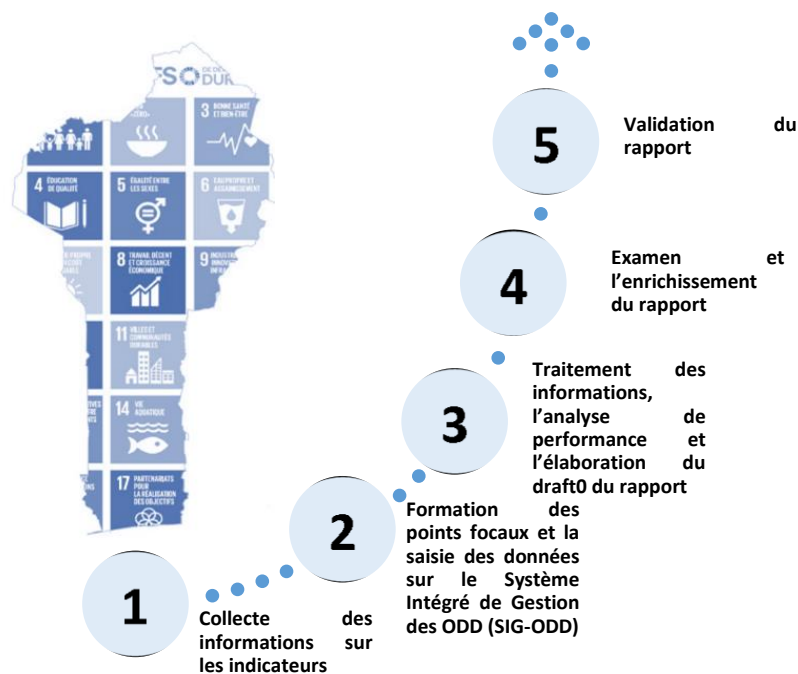 3 BONNE SANTÉ
ET BIEN-ÊTRE
4 ÉDUCATION
DE QUALITÉ
5 ÉGALITÉ ENTRE
LES SEXES
6 EAU PROPRE ET
ASSAINISSEMENT
8 TRAVAIL DÉCENT
ET CROISSANCE
ÉCONOMIQUE
9
11 VILLES ET
COMMUNAUTÉS
DURABLES
14 VIE
AQUATIQUE
17 PARTENARIATS
POUR
LA RÉALISATION
DES OBJECTIFS
5
Validation du
rapport
4
Examen et
l'enrichissement
du rapport
3
Traitement des
informations,
l'analyse de
performance et
l'élaboration du
draft0 du rapport
2
Formation des
points focaux et la
saisie des données
sur le Système
Intégré de Gestion
des ODD (SIG-ODD)
1
Collecte des
informations sur
les indicateurs